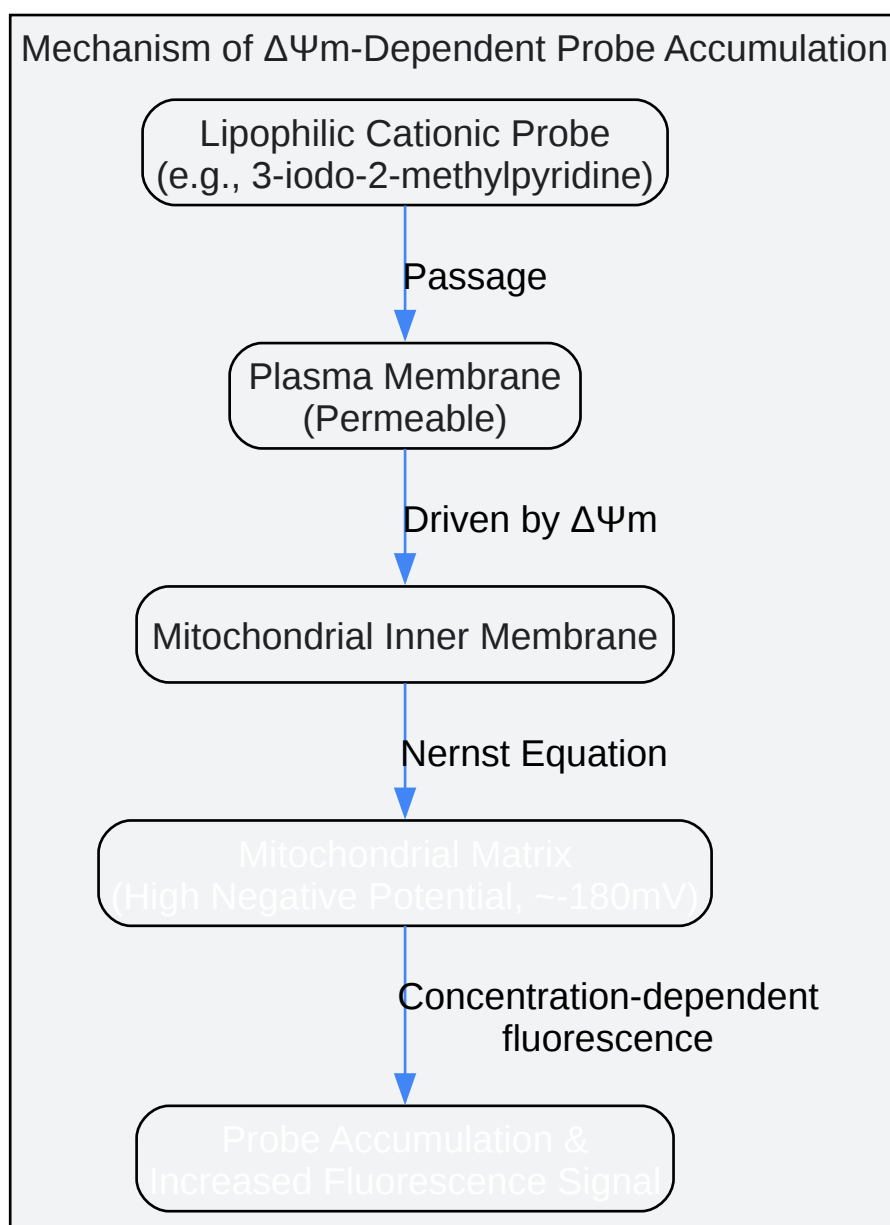 Mechanism of ΔΨm-Dependent Probe Accumulation
Lipophilic Cationic Probe
(e.g., 3-iodo-2-methylpyridine)
Passage
Plasma Membrane
(Permeable)
Driven by ΔΨm
Mitochondrial Inner Membrane
Nernst Equation
Mitochondrial Matrix
(High Negative Potential, ~-180mV)
Concentration-dependent
fluorescence
Probe Accumulation &
Increased Fluorescence Signal